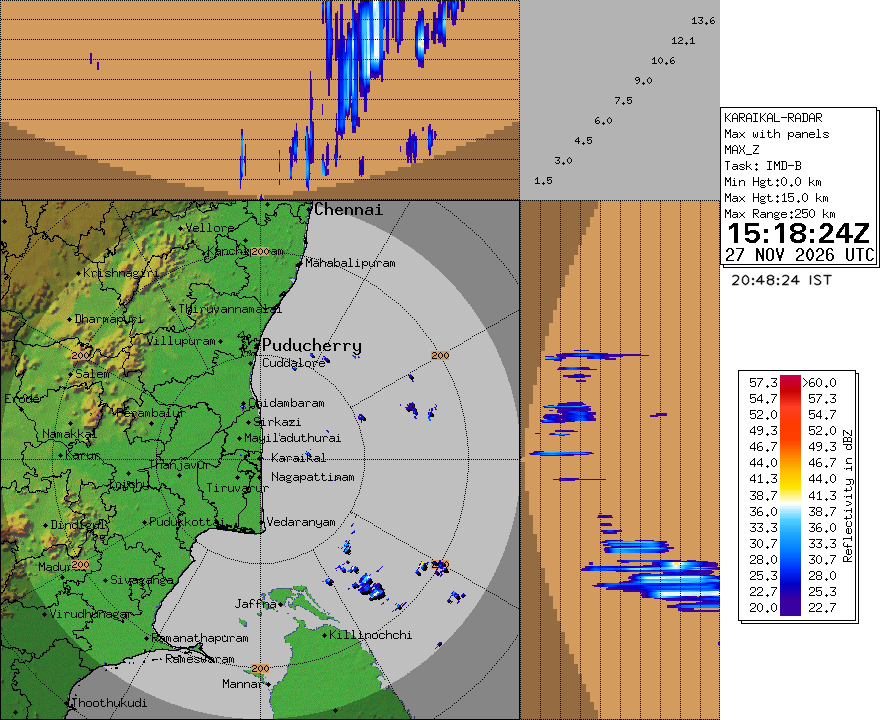 13.6
12.1
10.6
9.0
7.5
6.0
4.5
3.0
1.5
KARAIKAL-RADAR
Max with panels
MAX_Z
Task: IMD-B
Min Hgt:0.0 km
Max Hgt:15.0 km
Max Range:250 km
15:18:24Z
27 NOV 2026 UTC
20:48:24 IST
Chennai
Vellore
200
Mahabalipuram
Krishnagiri
Thiruvannamalai
Dharmapuri
Villupuram
Puducherry
200
200
Cuddalore
Salem
Erode
Chidambaram
Perambalur
Sirkazi
Namakkal
Mayiladuthurai
Karur
Karaikal
Thanjavur
Nagapattinam
Tiruvarur
Dindigul
Pudukkottai
Vedaranyam
200
Madurai
Sivaganga
Jaffna
Virudhunagar
Killinochchi
Ramanathapuram
Rameswaram
200
Mannar
Thoothukudi
57.3 >60.0
54.7 57.3
52.0 54.7
49.3 52.0
46.7 49.3
44.0 46.7
41.3 44.0
38.7 41.3
36.0 38.7
33.3 36.0
30.7 33.3
28.0 30.7
25.3 28.0
22.7 25.3
20.0 22.7
Reflectivity in dBZ